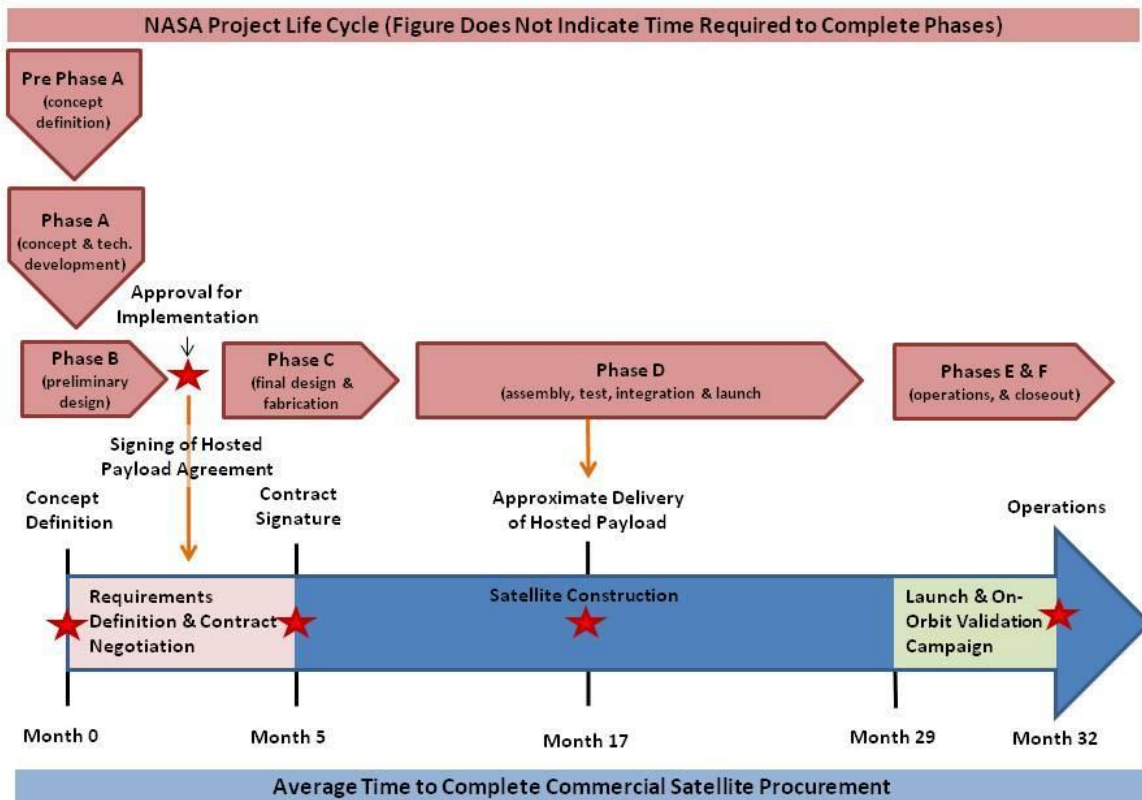 NASA Project Life Cycle (Figure Does Not Indicate Time Required to Complete Phases)
Pre Phase A
(concept
definition)
Phase A
(concept & tech.
development)
Approval for
Implementation
Phase B
(preliminary
design)
Phase C
(final design &
fabrication
Phase D
(assembly, test, integration & launch
Phases E & F
(operations, & closeout)
Signing of Hosted
Payload Agreement
Concept
Definition
Contract
Signature
Approximate Delivery
of Hosted Payload
Operations
Requirements
Definition & Contract
Negotiation
Satellite Construction
Launch & On-
Orbit Validation
Campaign
Month 0
Month 5
Month 17
Month 29
Month 32
Average Time to Complete Commercial Satellite Procurement